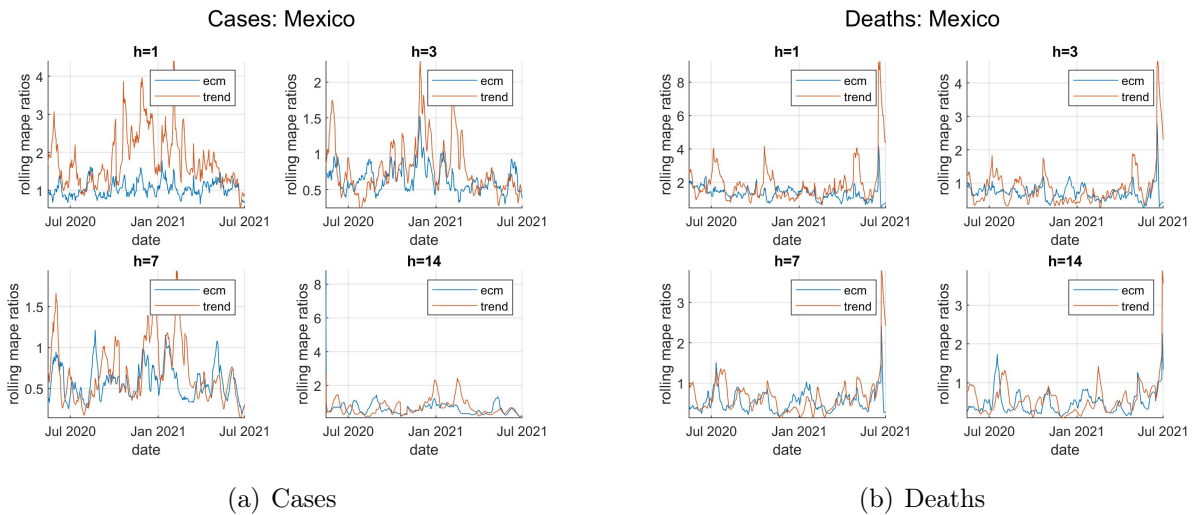 Cases: Mexico
h=1
rolling mape ratios
4
3
2
1
ecm
trend
Jul 2020
Jan 2021
Jul 2021
date
h=3
rolling mape ratios
2
1.5
1
0.5
ecm
trend
Jul 2020
Jan 2021
Jul 2021
date
h=7
rolling mape ratios
1.5
1
0.5
ecm
trend
Jul 2020
Jan 2021
Jul 2021
date
h=14
rolling mape ratios
8
6
4
2
ecm
trend
Jul 2020
Jan 2021
Jul 2021
date
(a) Cases
Deaths: Mexico
h=1
rolling mape ratios
8
6
4
2
ecm
trend
Jul 2020
Jan 2021
Jul 2021
date
h=3
rolling mape ratios
4
3
2
1
ecm
trend
Jul 2020
Jan 2021
Jul 2021
date
h=7
rolling mape ratios
3
2
1
ecm
trend
Jul 2020
Jan 2021
Jul 2021
date
h=14
rolling mape ratios
3
2
1
ecm
trend
Jul 2020
Jan 2021
Jul 2021
date
(b) Deaths